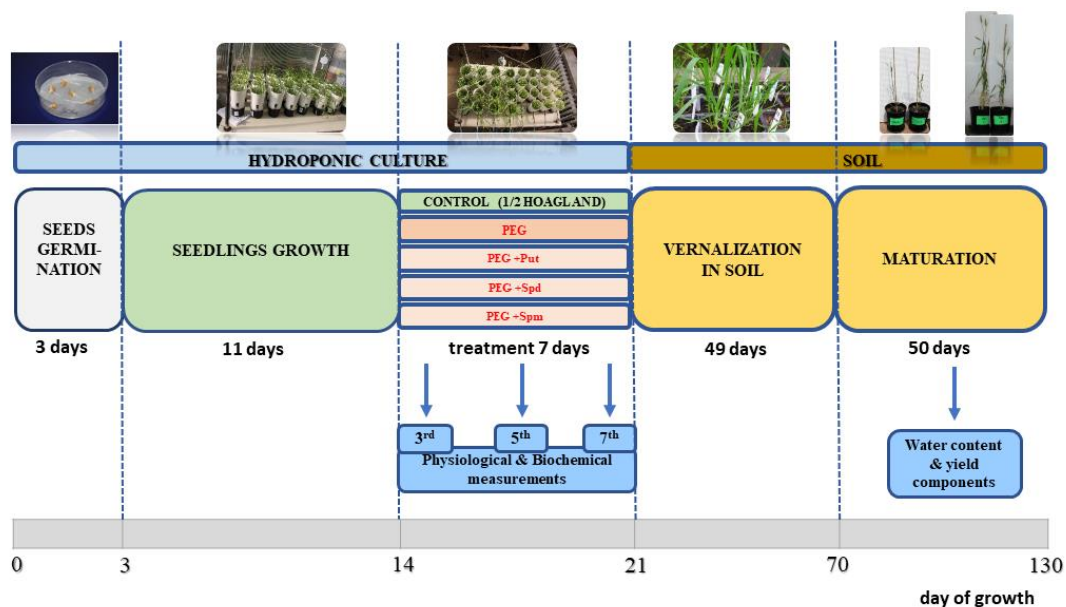 HYDROPONIC CULTURE
SOIL
SEEDS
GERMI-
NATION
SEEDLINGS GROWTH
CONTROL (1/2 HOAGLAND)
PEG
PEG +Put
PEG +Spd
PEG +Spm
VERNALIZATION
IN SOIL
MATURATION
3 days
11 days
treatment 7 days
49 days
50 days
3rd
5th
7th
Physiological & Biochemical
measurements
Water content
& yield
components
0
3
14
21
70
130
day of growth